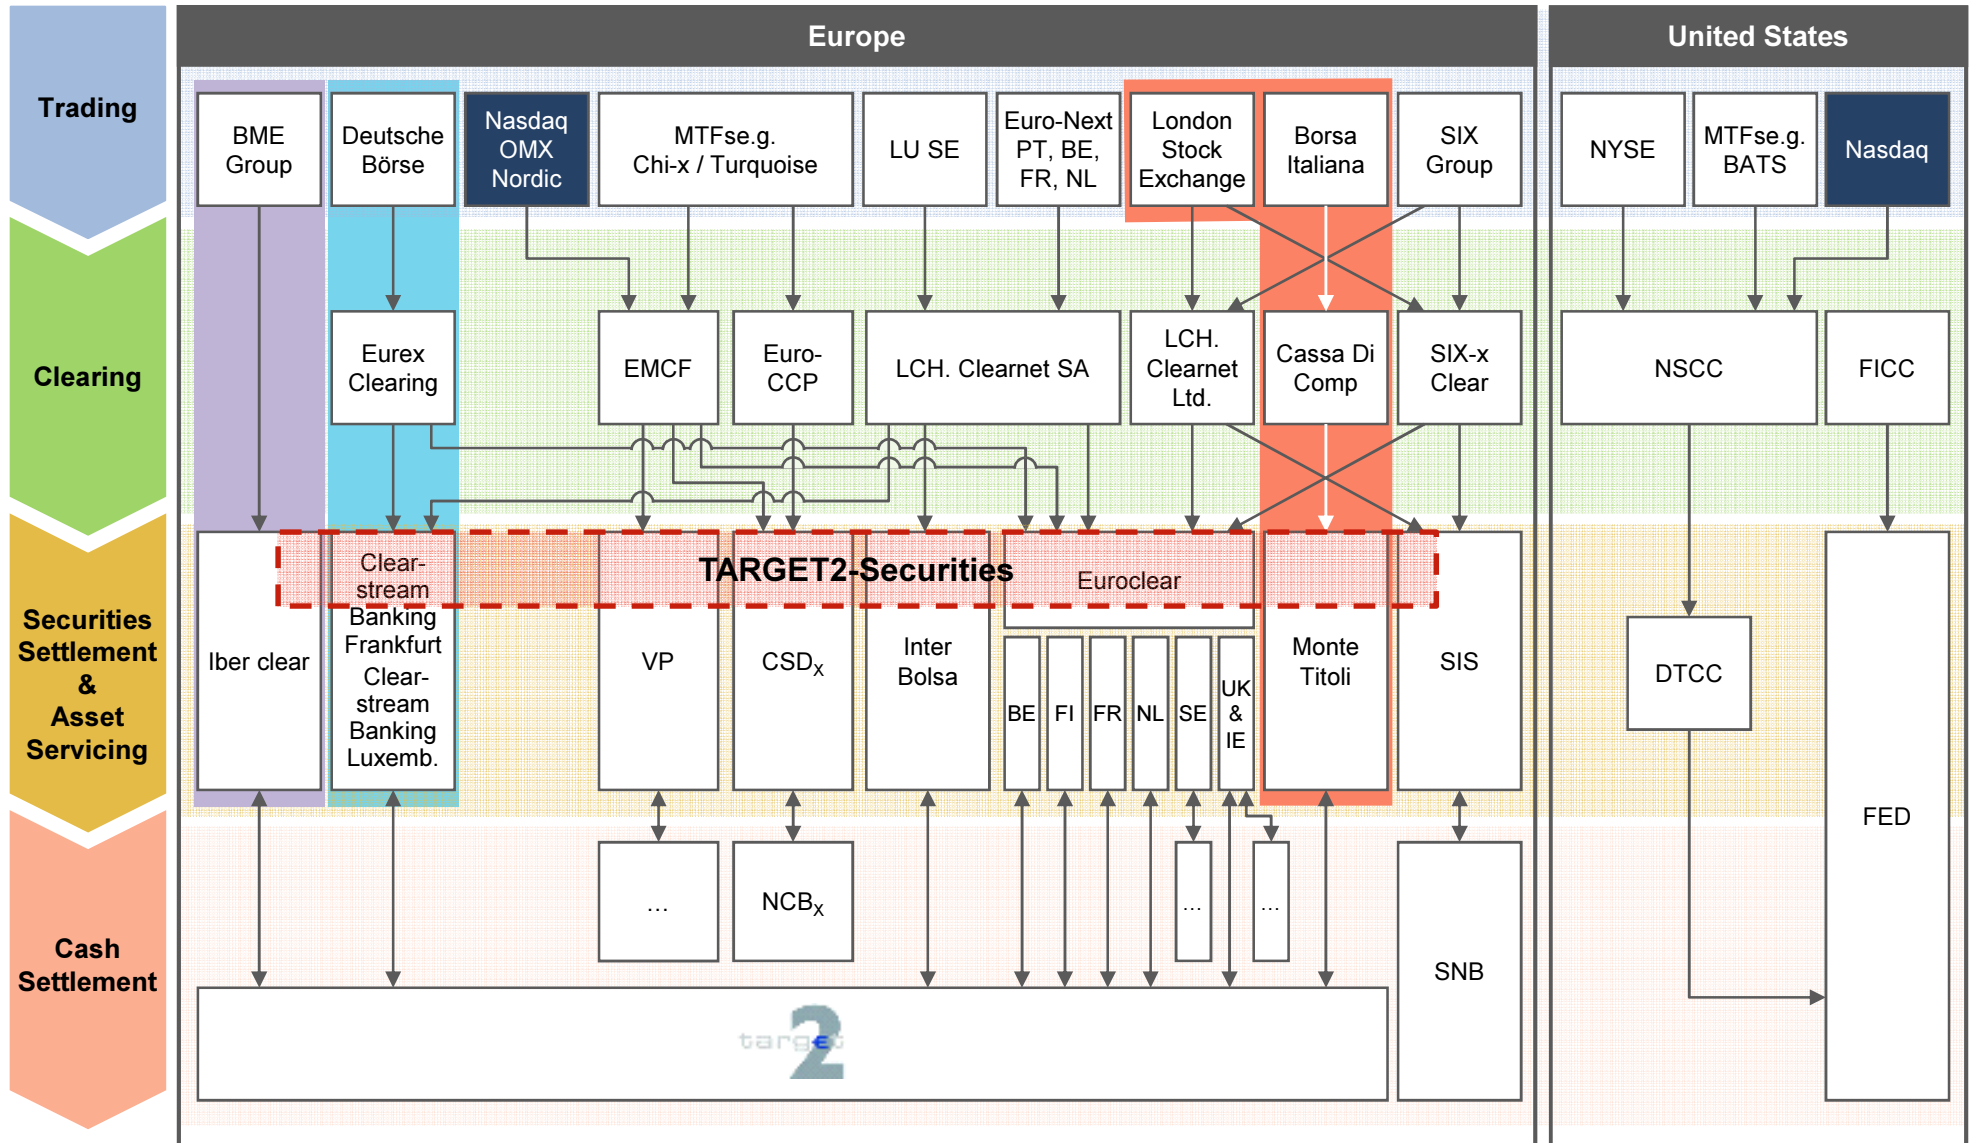 Europe
United States
Trading
BME
Group
Deutsche
Börse
Nasdaq
OMX
Nordic
MTFse.g.
Chi-x / Turquoise
LU SE
Euro-Next
PT, BE,
FR, NL
London
Stock
Exchange
Borsa
Italiana
SIX
Group
NYSE
MTFse.g.
BATS
Nasdaq
Clearing
Eurex
Clearing
EMCF
Euro-
CCP
LCH. Clearnet SA
LCH.
Clearnet
Ltd.
Cassa Di
Comp
SIX-x
Clear
NSCC
FICC
Securities
Settlement
&
Asset
Servicing
TARGET2-Securities
Iber clear
Clear-
stream
Banking
Frankfurt
Clear-
stream
Banking
Luxemb.
VP
CSDX
Inter
Bolsa
Euroclear
BE
FI
FR
NL
SE
UK
&
IE
Monte
Titoli
SIS
DTCC
FED
Cash
Settlement
...
NCBX
...
...
SNB
target
2